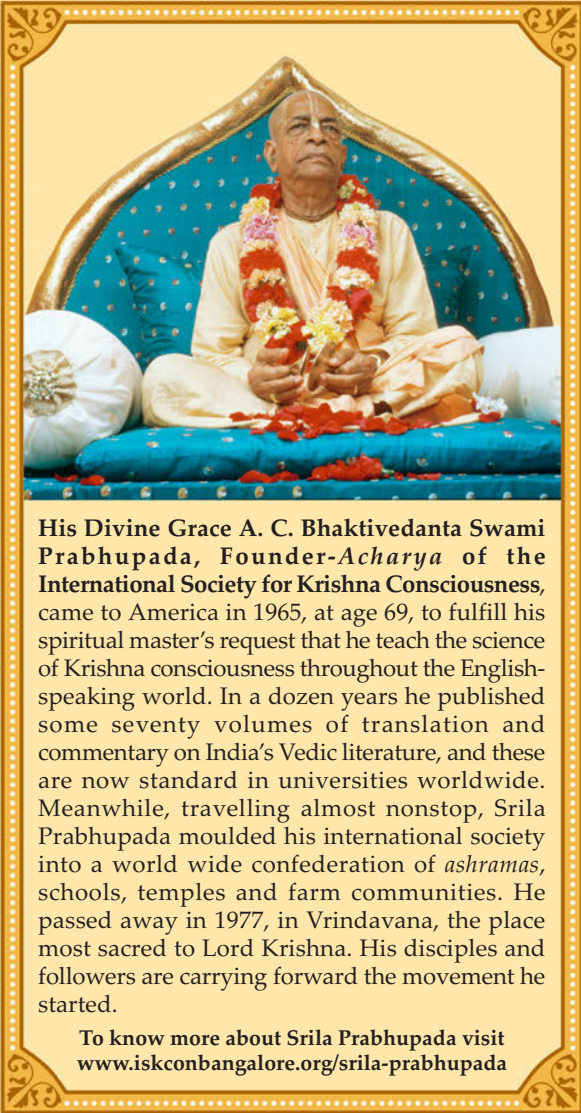 His Divine Grace A. C. Bhaktivedanta Swami
Prabhupada, Founder-Acharya of the
International Society for Krishna Consciousness,
came to America in 1965, at age 69, to fulfill his
spiritual master's request that he teach the science
of Krishna consciousness throughout the English-
speaking world. In a dozen years he published
some seventy volumes of translation and
commentary on India's Vedic literature, and these
are now standard in universities worldwide.
Meanwhile, travelling almost nonstop, Srila
Prabhupada moulded his international society
into a world wide confederation of ashramas,
schools, temples and farm communities. He
passed away in 1977, in Vrindavana, the place
most sacred to Lord Krishna. His disciples and
followers are carrying forward the movement he
started.
To know more about Srila Prabhupada visit
www.iskconbangalore.org/srila-prabhupada